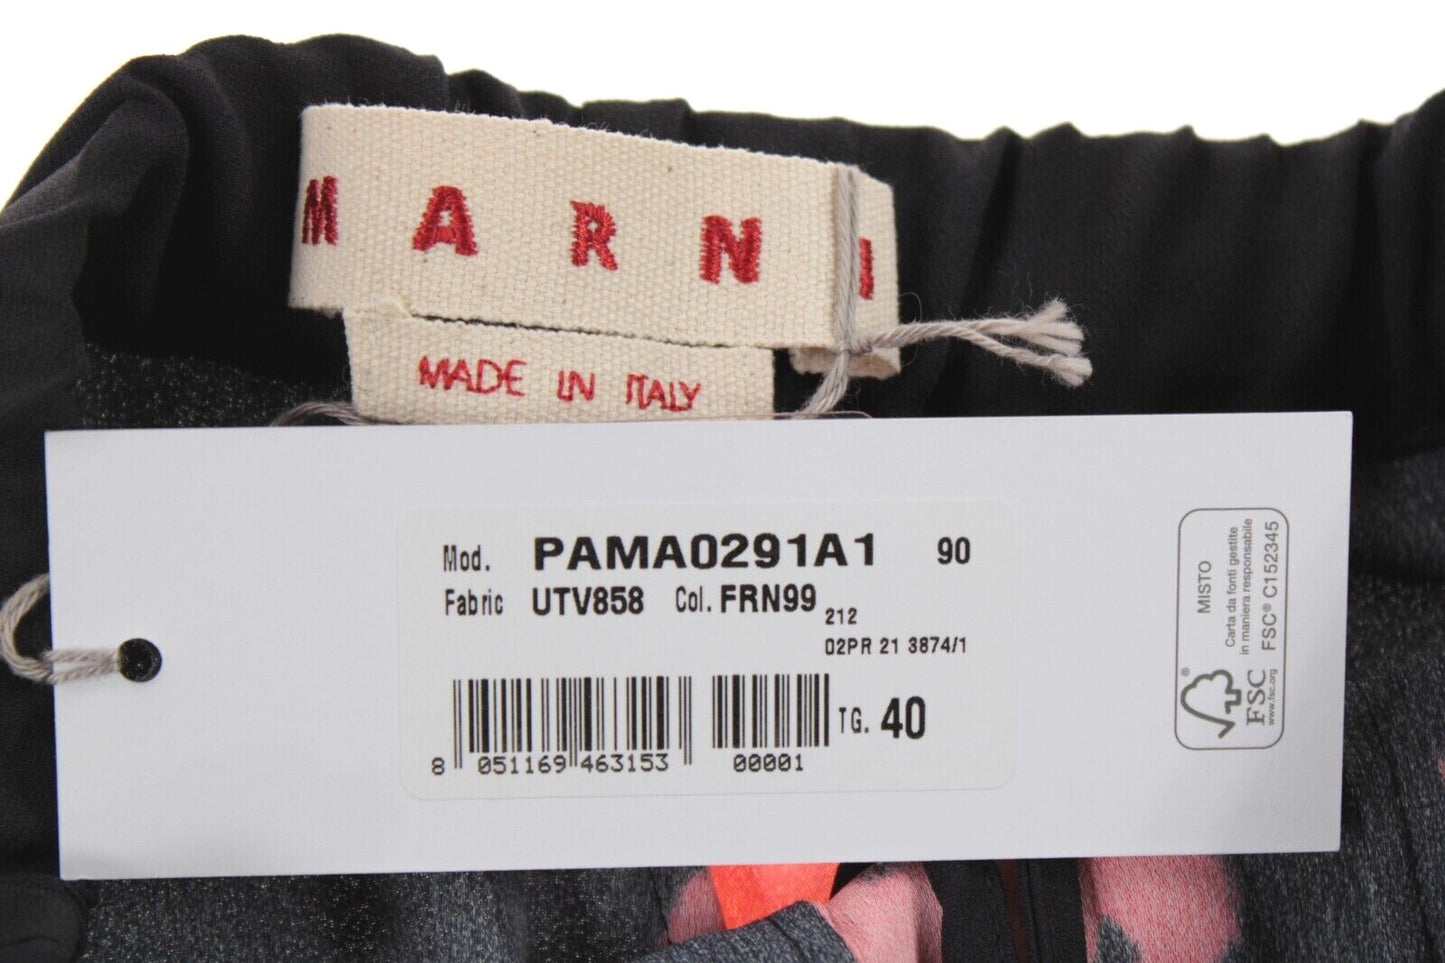 MARNI
MADE IN ITALY
Mod. PAMA0291A1 90
Fabric UTV858 Col. FRN99 212
02PR 21 3874/1
TG. 40
8 051169 463153 00001
MISTO
Carta da fonti gestite
in maniera responsabile
FSC® C152345
®
FSC
www.fsc.org